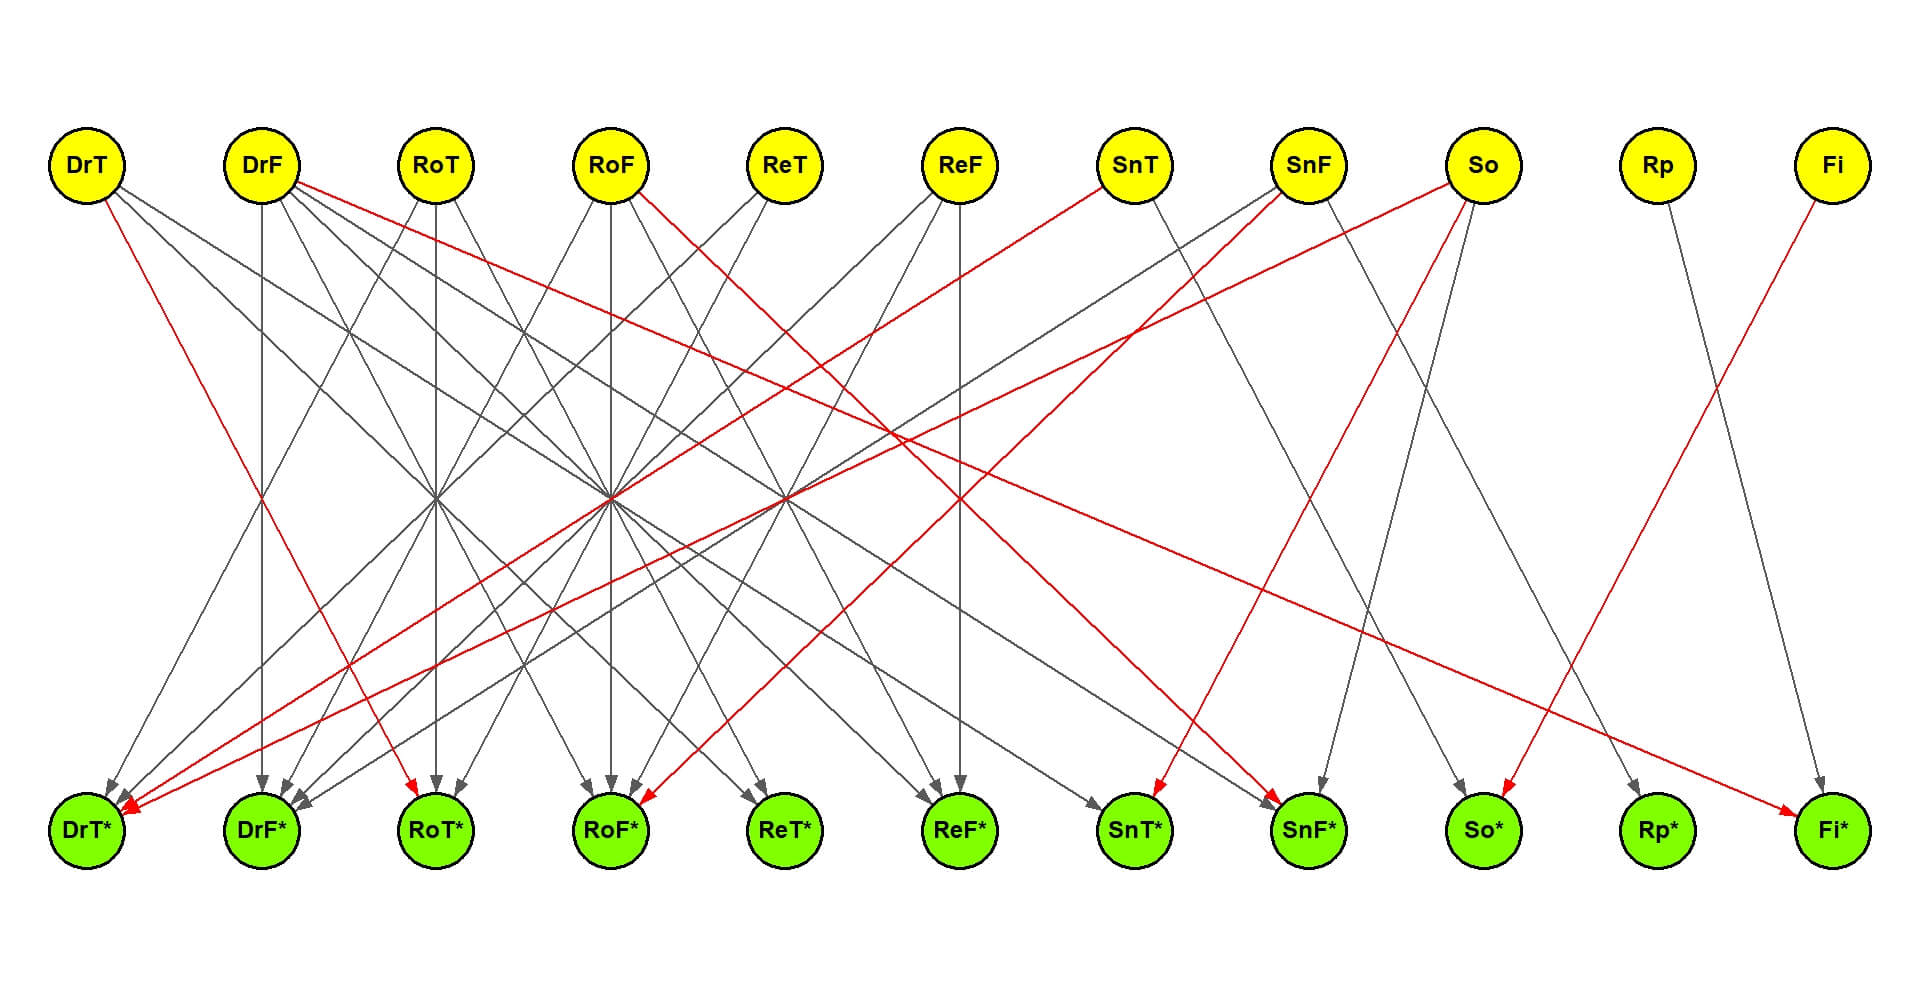 DrT DrF RoT RoF ReT ReF SnT SnF So Rp Fi
DrT* DrF* RoT* RoF* ReT* ReF* SnT* SnF* So* Rp* Fi*